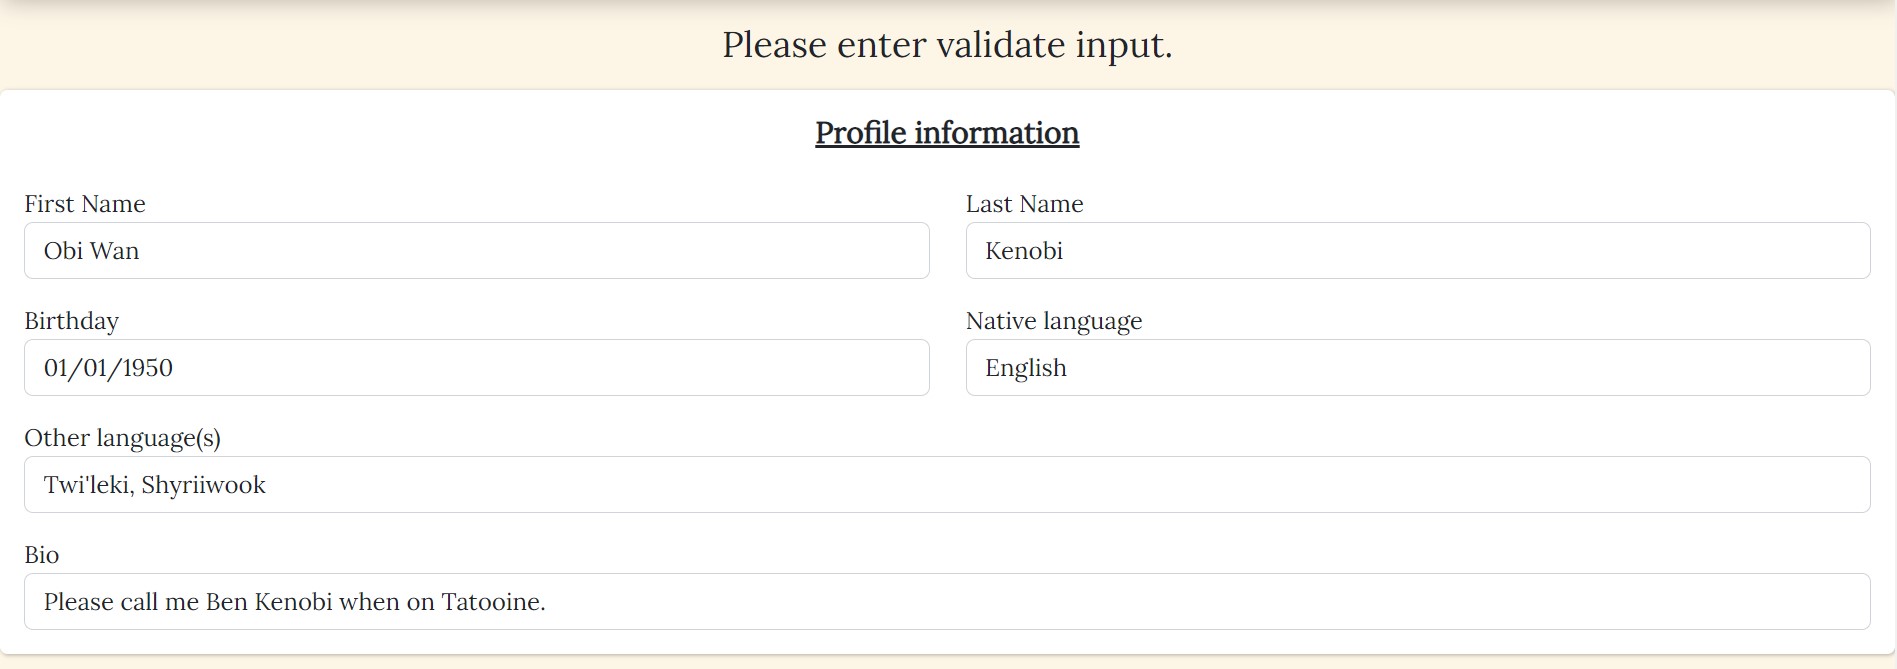 Please enter validate input.
Profile information
First Name
Obi Wan
Last Name
Kenobi
Birthday
01/01/1950
Native language
English
Other language(s)
Twi'leki, Shyriiwook
Bio
Please call me Ben Kenobi when on Tatooine.